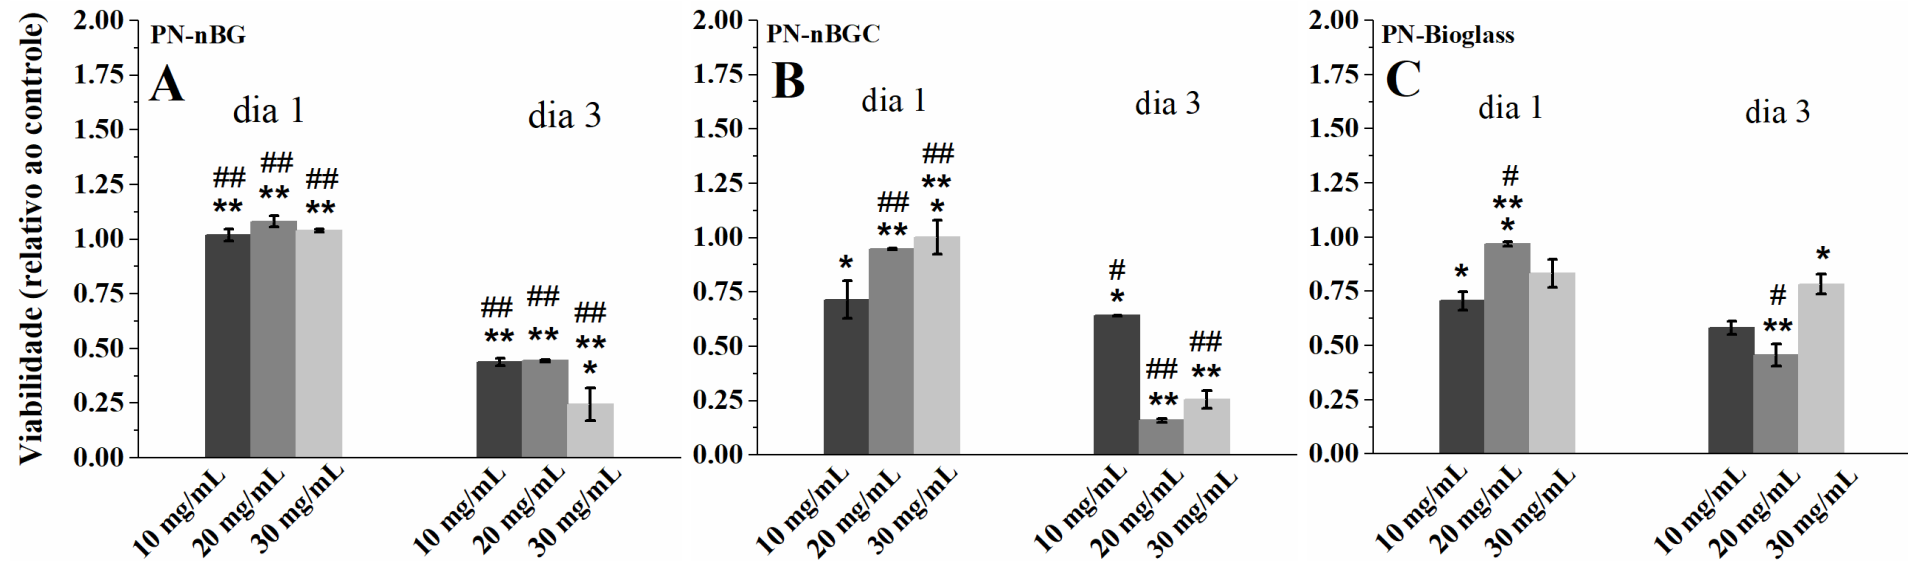 Viabilidade (relativo ao controle)
2.00
1.75
1.50
1.25
1.00
0.75
0.50
0.25
0.00
PN-nBG
A
dia 1
dia 3
##
**
##
**
##
**
##
**
##
**
##
**
*
10 mg/mL
20 mg/mL
30 mg/mL
10 mg/mL
20 mg/mL
30 mg/mL
2.00
1.75
1.50
1.25
1.00
0.75
0.50
0.25
0.00
PN-nBGC
B
dia 1
dia 3
*
##
**
##
**
*
#
*
##
**
##
**
10 mg/mL
20 mg/mL
30 mg/mL
10 mg/mL
20 mg/mL
30 mg/mL
2.00
1.75
1.50
1.25
1.00
0.75
0.50
0.25
0.00
PN-Bioglass
C
dia 1
dia 3
*
#
**
*
#
**
*
10 mg/mL
20 mg/mL
30 mg/mL
10 mg/mL
20 mg/mL
30 mg/mL